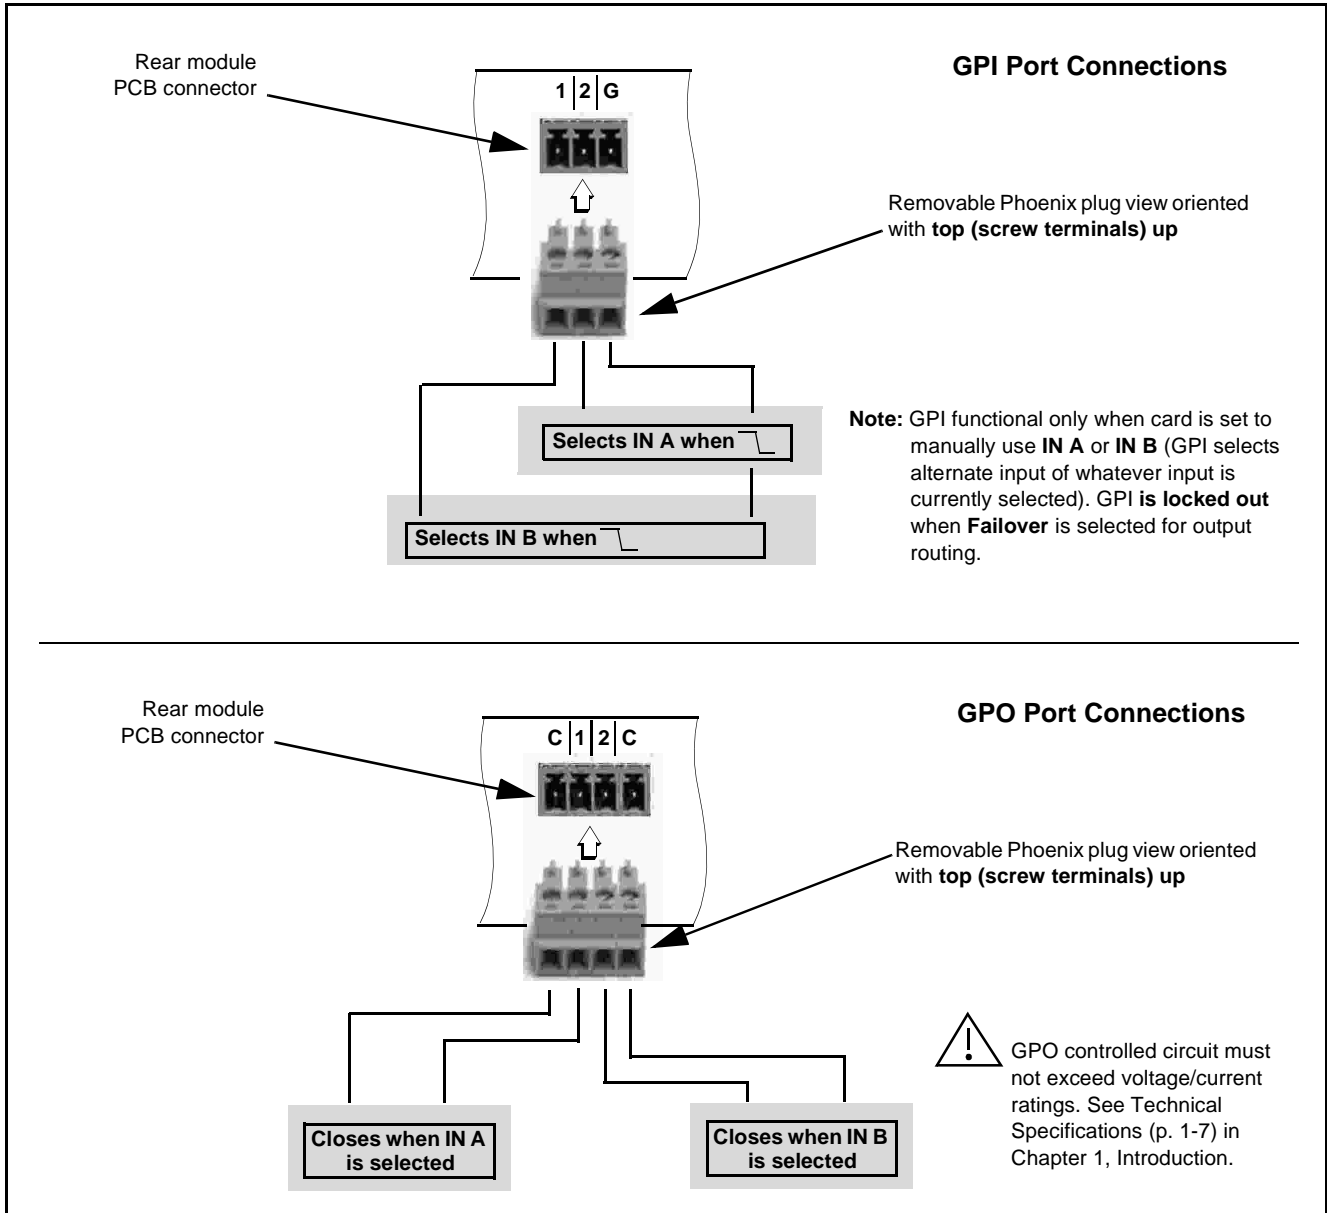 GPI Port Connections
Rear module
PCB connector
1 2 G
Removable Phoenix plug view oriented
with top (screw terminals) up
Selects IN A when
Selects IN B when
Note: GPI functional only when card is set to
manually use IN A or IN B (GPI selects
alternate input of whatever input is
currently selected). GPI is locked out
when Failover is selected for output
routing.
GPO Port Connections
Rear module
PCB connector
C 1 2 C
Removable Phoenix plug view oriented
with top (screw terminals) up
Closes when IN A
is selected
Closes when IN B
is selected
GPO controlled circuit must
not exceed voltage/current
ratings. See Technical
Specifications (p. 1-7) in
Chapter 1, Introduction.